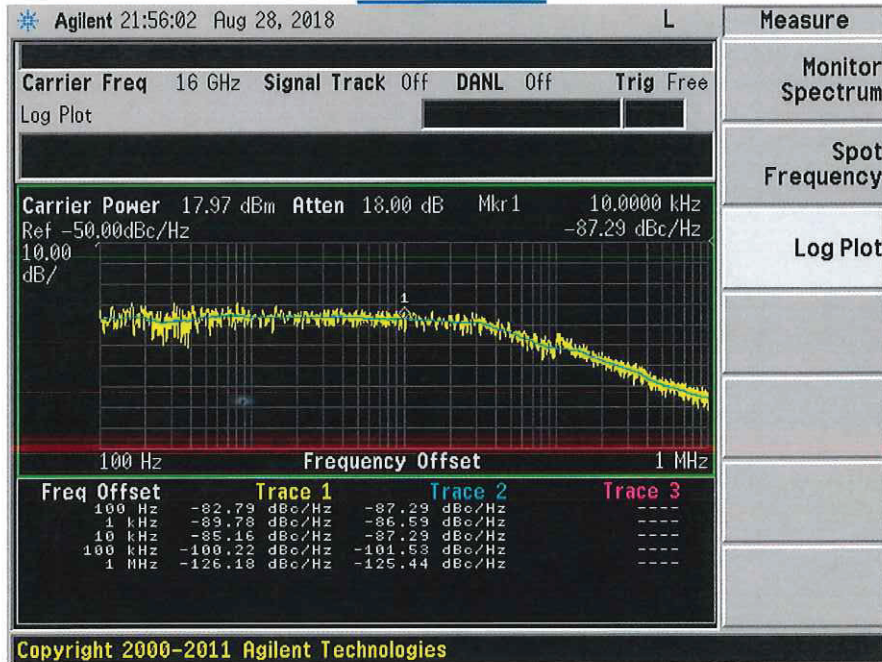 Agilent 21:56:02 Aug 28, 2018 L
Measure
Carrier Freq 16 GHz Signal Track Off DANL Off Trig Free
Log Plot
Monitor
Spectrum
Spot
Frequency
Log Plot
Carrier Power 17.97 dBm Atten 18.00 dB Mkr1 10.0000 kHz
Ref -50.00dBc/Hz -87.29 dBc/Hz
10.00
dB/
1
100 Hz Frequency Offset 1 MHz
Freq Offset Trace 1 Trace 2 Trace 3
100 Hz -82.79 dBc/Hz -87.29 dBc/Hz ----
1 kHz -89.78 dBc/Hz -86.59 dBc/Hz ----
10 kHz -85.16 dBc/Hz -87.29 dBc/Hz ----
100 kHz -100.22 dBc/Hz -101.53 dBc/Hz ----
1 MHz -126.18 dBc/Hz -125.44 dBc/Hz ----
Copyright 2000-2011 Agilent Technologies